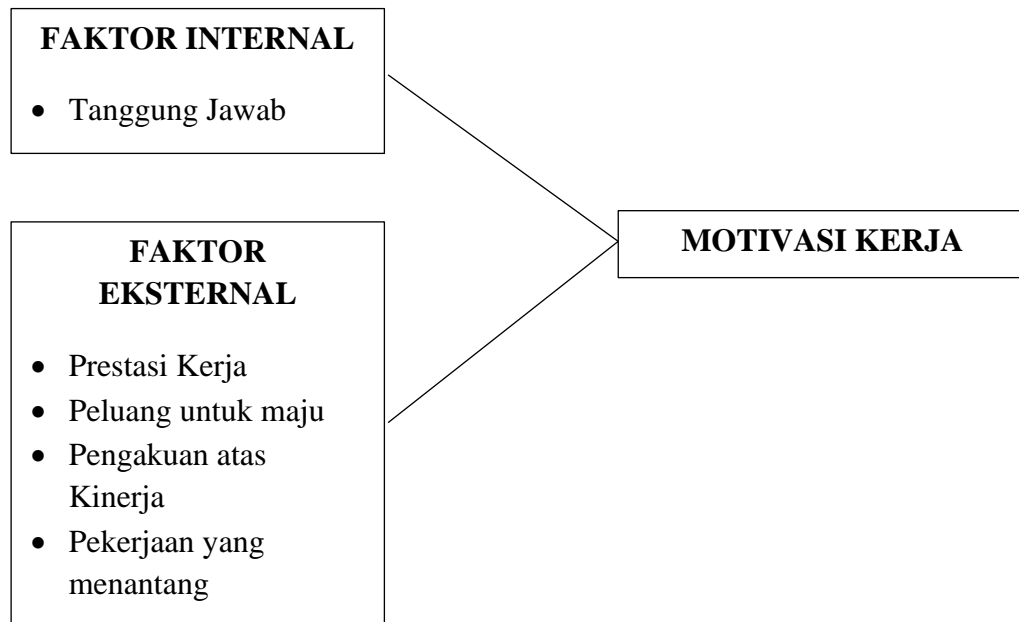 FAKTOR INTERNAL
• Tanggung Jawab
FAKTOR
EKSTERNAL
• Prestasi Kerja
• Peluang untuk maju
• Pengakuan atas
Kinerja
• Pekerjaan yang
menantang
MOTIVASI KERJA